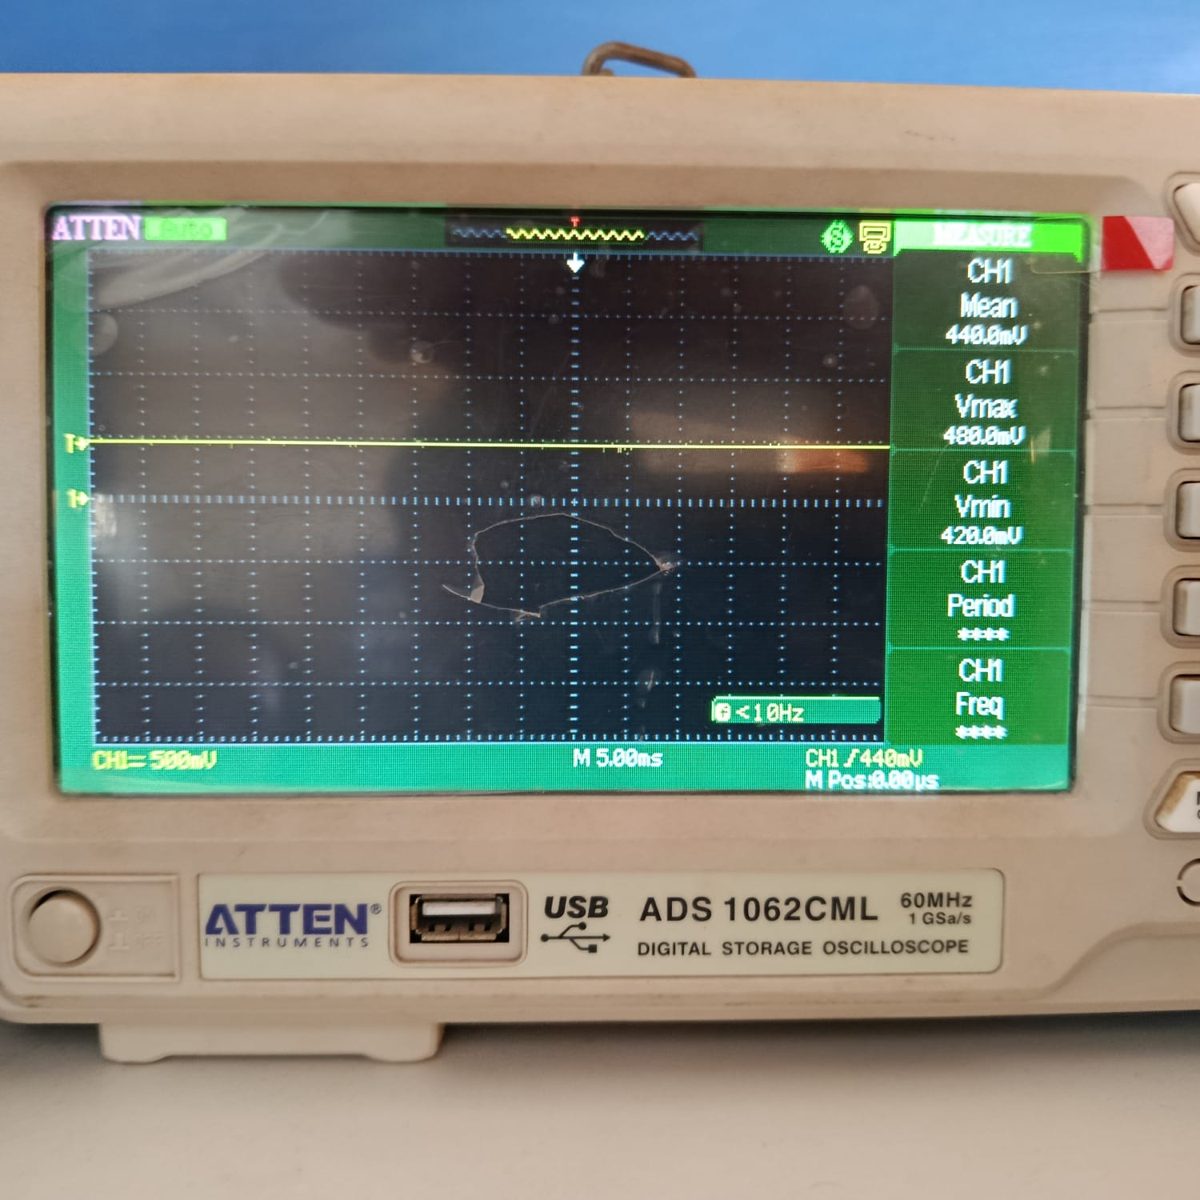 ATTEN Auto
T
MEASURE
CH1
Mean
440.0mV
CH1
Vmax
480.0mV
CH1
Vmin
420.0mV
CH1
Period
****
CH1
Freq
****
T
1
F <10Hz
CH1 500mV
M 5.00ms
CH1 440mV
M Pos:0.00μs
ATTEN®
INSTRUMENTS
USB
ADS 1062CML
60MHz
1 GSa/s
DIGITAL STORAGE OSCILLOSCOPE